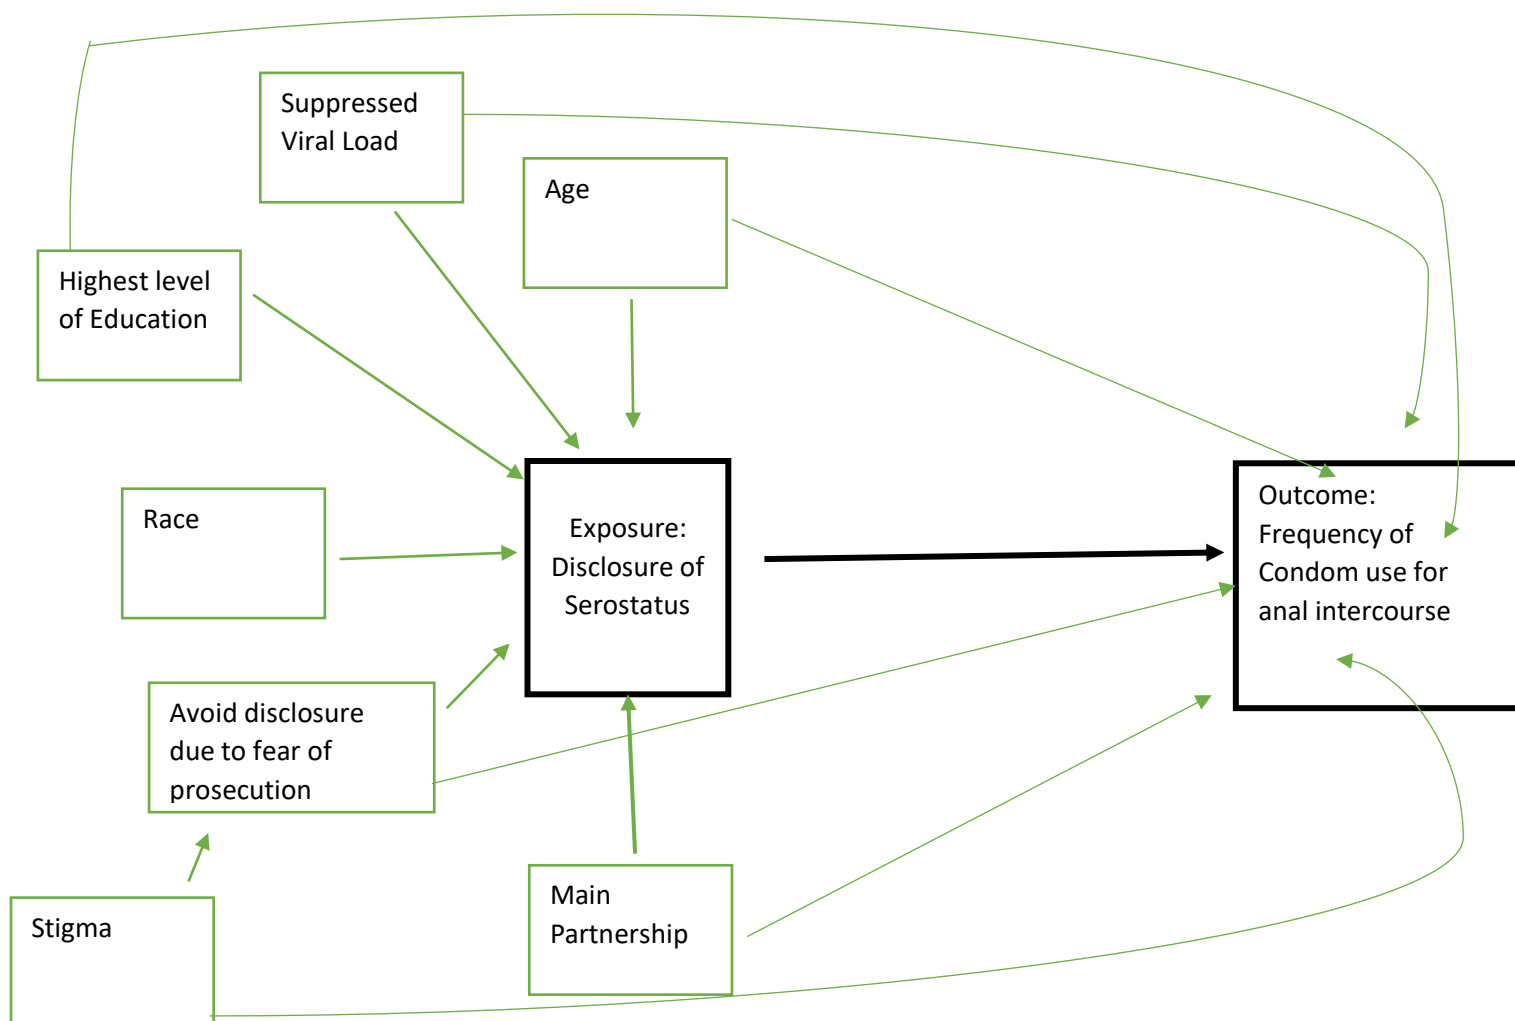 Suppressed
Viral Load
Age
Highest level
of Education
Race
Exposure:
Disclosure of
Serostatus
Outcome:
Frequency of
Condom use for
anal intercourse
Avoid disclosure
due to fear of
prosecution
Main
Partnership
Stigma